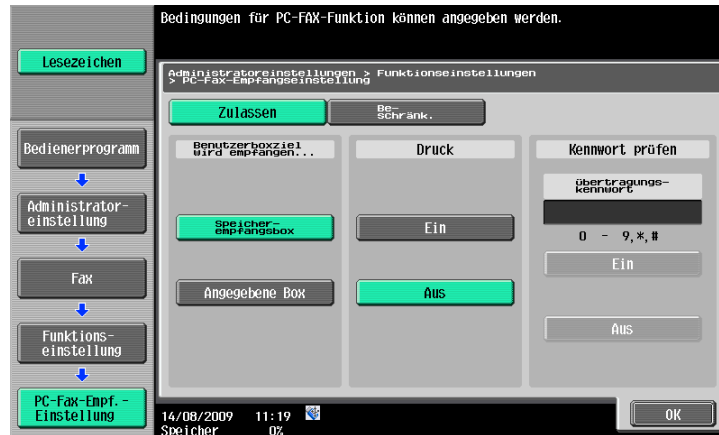 Bedingungen für PC-FAX-Funktion können angegeben werden.
Lesezeichen
Administratoreinstellungen > Funktionseinstellungen
> PC-Fax-Empfangseinstellung
Zulassen
Be-
schränk.
Bedienerprogramm
Administrator-
einstellung
Fax
Funktions-
einstellung
PC-Fax-Empf.-
Einstellung
Benutzerboxziel
wird empfangen...
Speicher-
empfangsbox
Angegebene Box
Druck
Ein
Aus
Kennwort prüfen
übertragungs-
kennwort
0 - 9,*,#
Ein
Aus
14/08/2009 11:19
Speicher 0%
OK